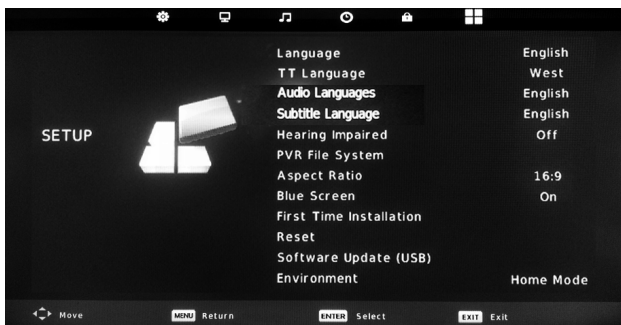 SETUP
Language English
TT Language West
Audio Languages English
Subtitle Language English
Hearing Impaired Off
PVR File System
Aspect Ratio 16:9
Blue Screen On
First Time Installation
Reset
Software Update (USB)
Environment Home Mode
Move MENU Return ENTER Select EXIT Exit